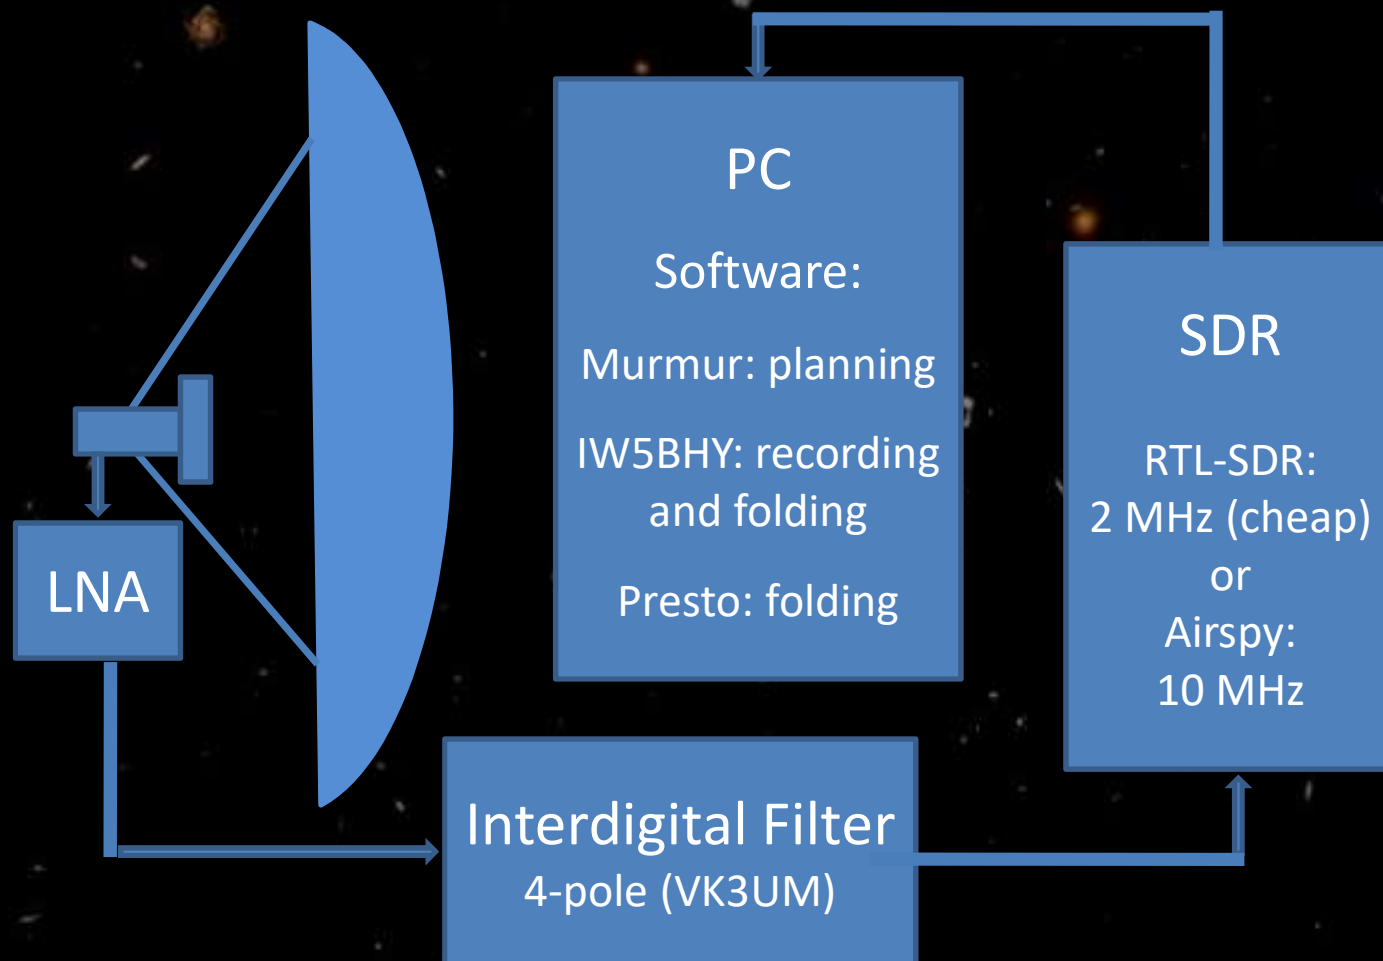 PC
Software:
Murmur: planning
IW5BHY: recording
and folding
Presto: folding
SDR
RTL-SDR:
2 MHz (cheap)
or
Airspy:
10 MHz
LNA
Interdigital Filter
4-pole (VK3UM)